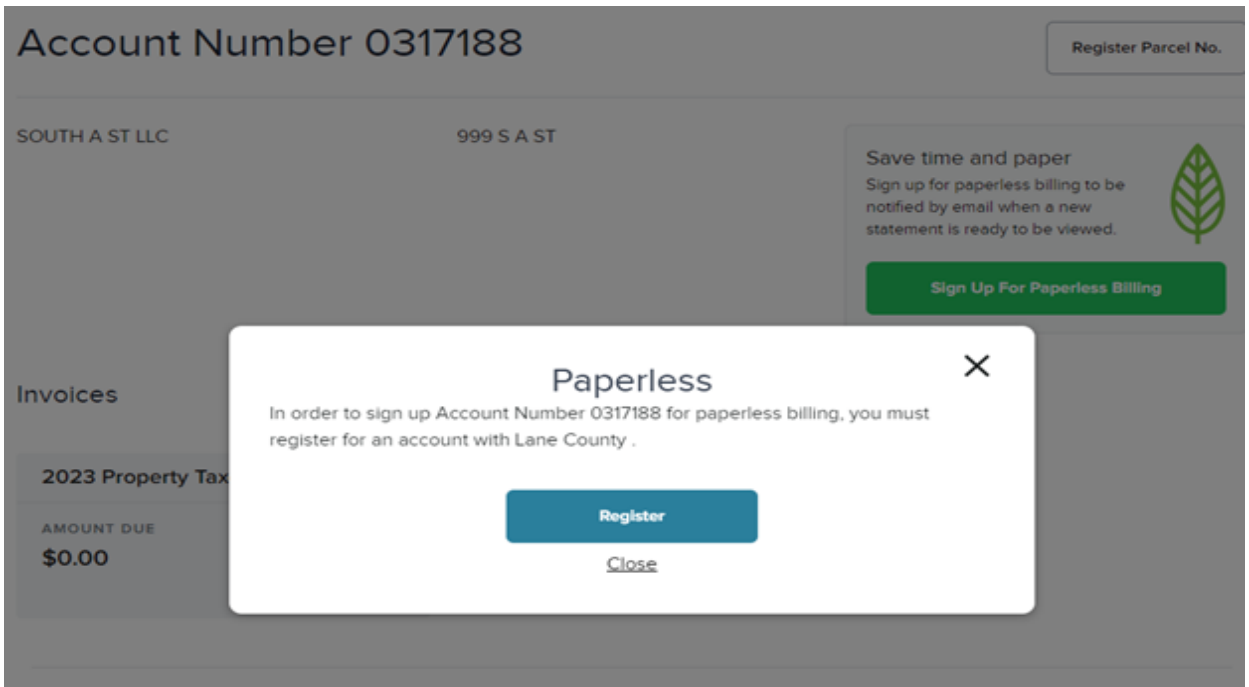 Account Number 0317188
Register Parcel No.
SOUTH A ST LLC
999 S A ST
Save time and paper
Sign up for paperless billing to be
notified by email when a new
statement is ready to be viewed.
Sign Up For Paperless Billing
Invoices
2023 Property Tax
AMOUNT DUE
$0.00
Paperless
In order to sign up Account Number 0317188 for paperless billing, you must
register for an account with Lane County .
Register
Close